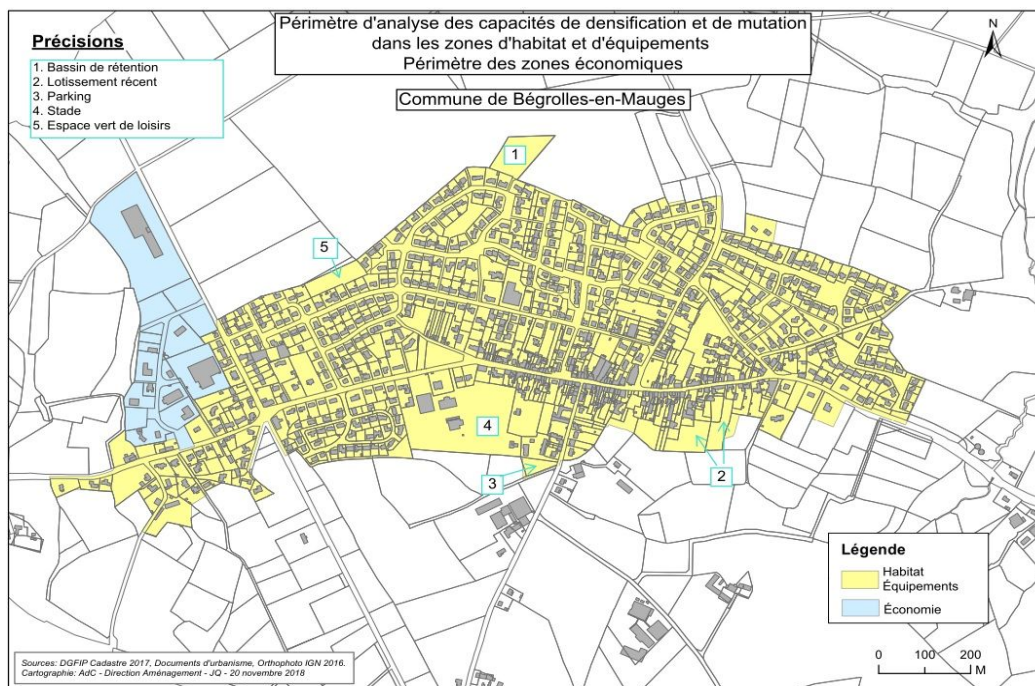 Périmètre d'analyse des capacités de densification et de mutation
dans les zones d'habitat et d'équipements
Périmètre des zones économiques
Commune de Bégrolles-en-Mauges
N
Précisions
1. Bassin de rétention
2. Lotissement récent
3. Parking
4. Stade
5. Espace vert de loisirs
1
5
4
3
2
Légende
Habitat
Équipements
Économie
0 100 200
M
Sources: DGFIP Cadastre 2017, Documents d'urbanisme, Orthophoto IGN 2016.
Cartographie: AdC - Direction Aménagement - JQ - 20 novembre 2018